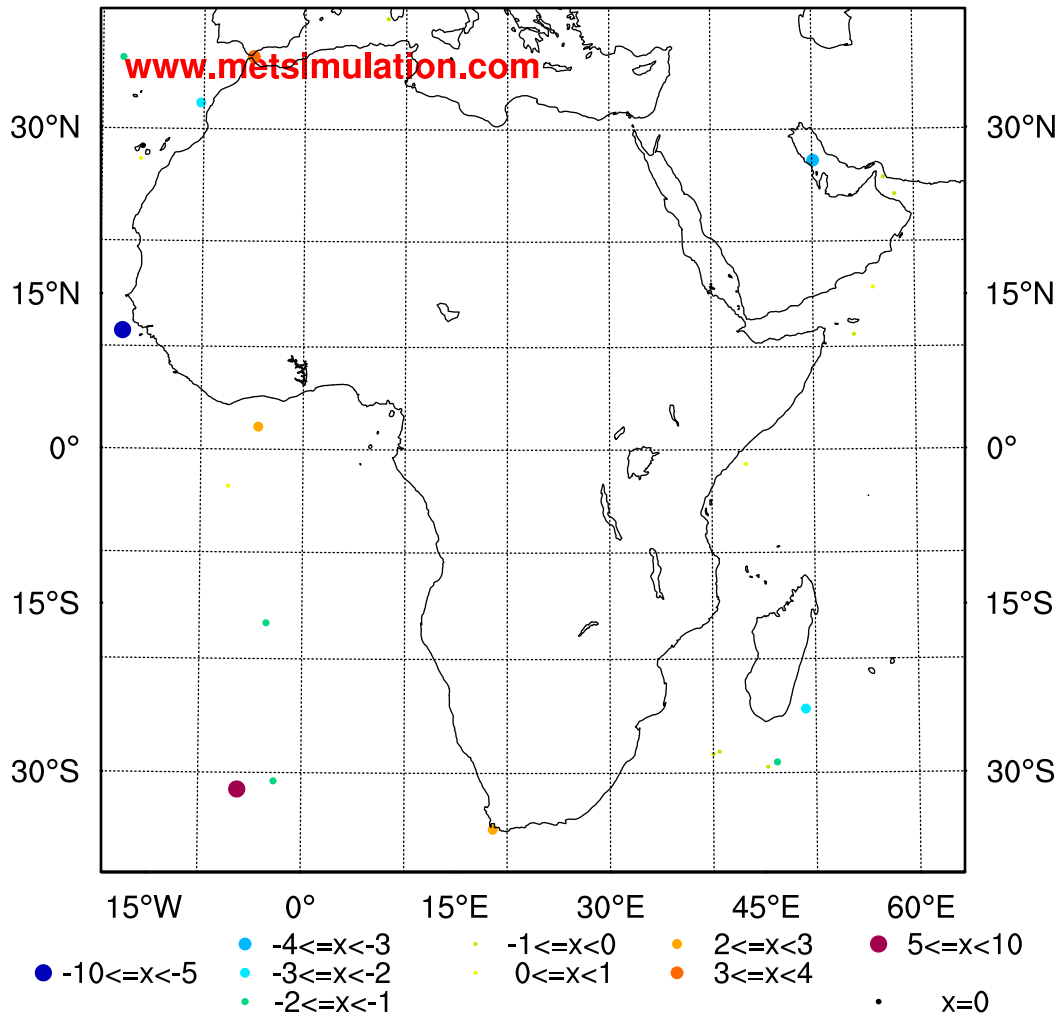 www.metsimulation.com
30°N 30°N
15°N 15°N
0° 0°
15°S 15°S
30°S 30°S
15°W 0° 15°E 30°E 45°E 60°E
-4<=x<-3 -1<=x<0 2<=x<3 5<=x<10
-10<=x<-5 -3<=x<-2 0<=x<1 3<=x<4
-2<=x<-1 x=0